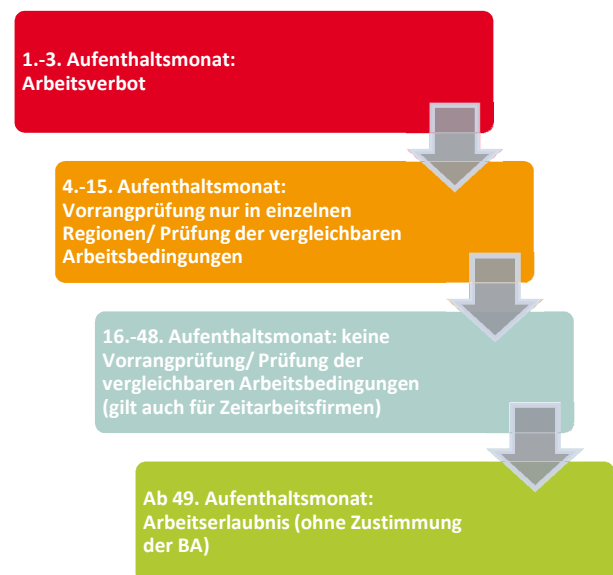 1.-3. Aufenthaltsmonat:
Arbeitsverbot
4.-15. Aufenthaltsmonat:
Vorrangprüfung nur in einzelnen
Regionen/ Prüfung der vergleichbaren
Arbeitsbedingungen
16.-48. Aufenthaltsmonat: keine
Vorrangprüfung/ Prüfung der
vergleichbaren Arbeitsbedingungen
(gilt auch für Zeitarbeitsfirmen)
Ab 49. Aufenthaltsmonat:
Arbeitserlaubnis (ohne Zustimmung
der BA)